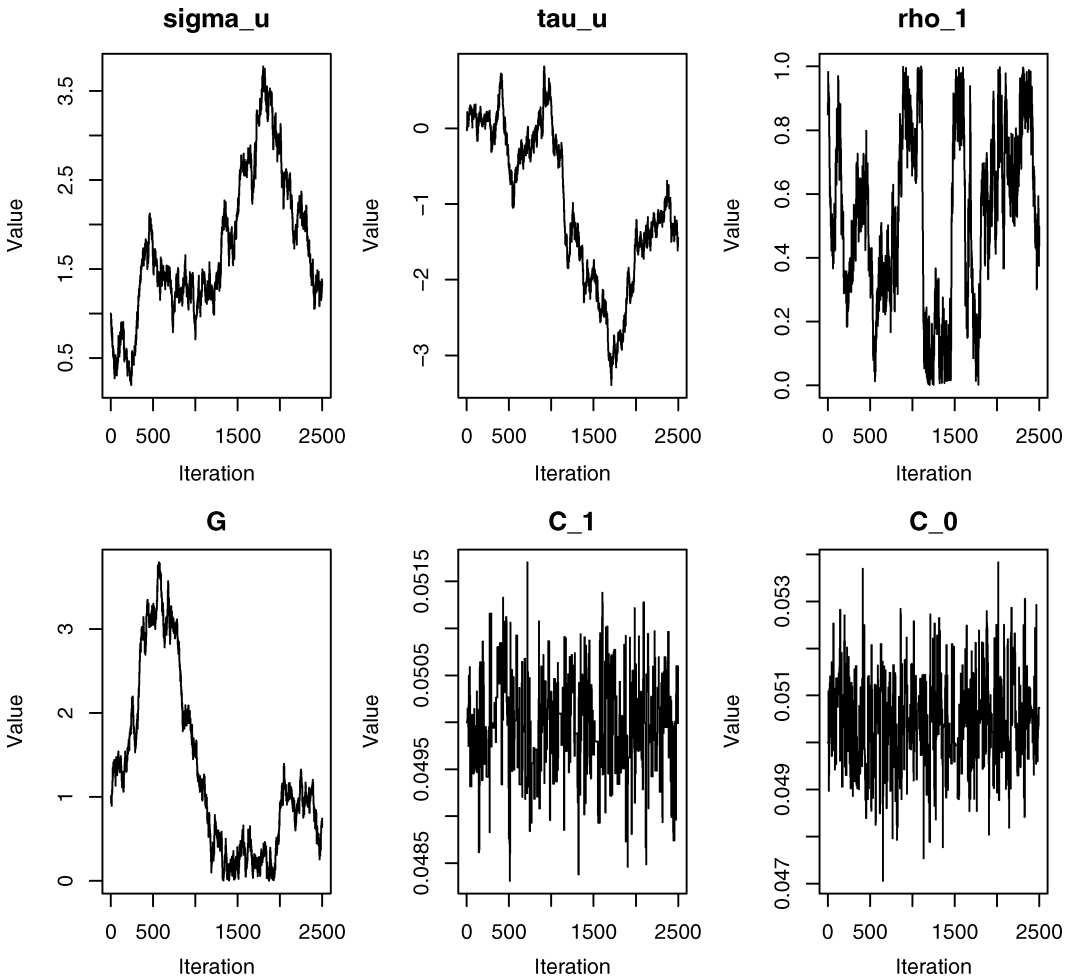 sigma_u
Value
0.5 1.5 2.5 3.5
0 500 1500 2500
Iteration
tau_u
Value
−3 −2 −1 0
0 500 1500 2500
Iteration
rho_1
Value
0.0 0.2 0.4 0.6 0.8 1.0
0 500 1500 2500
Iteration
G
Value
0 1 2 3
0 500 1500 2500
Iteration
C_1
Value
0.0485 0.0495 0.0505 0.0515
0 500 1500 2500
Iteration
C_0
Value
0.047 0.049 0.051 0.053
0 500 1500 2500
Iteration